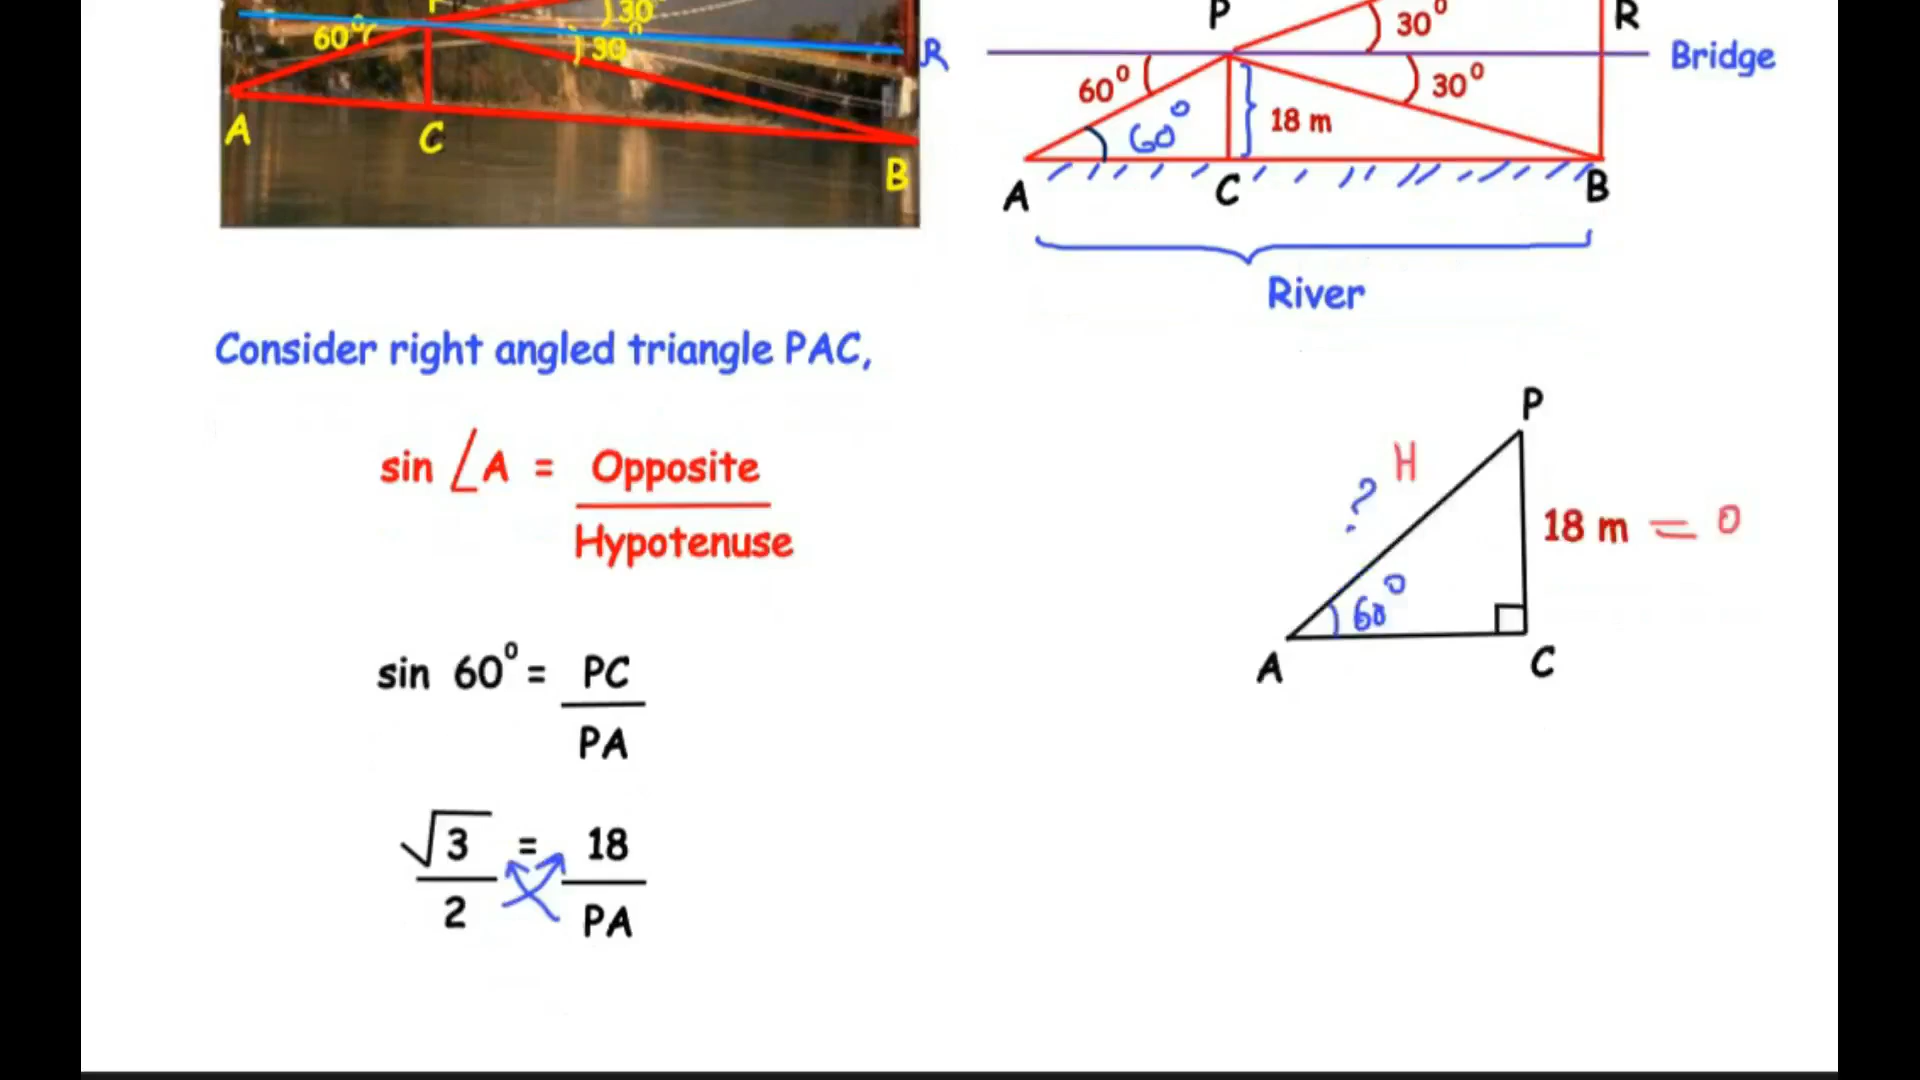 P
30°
R
60°
30°
R
Bridge
60°
30°
60°
18 m
A
C
B
A
C
B
River
Consider right angled triangle PAC,
sin ∠A = Opposite
Hypotenuse
P
H
?
18 m = O
60°
A
C
sin 60° = PC
PA
√3 = 18
2 PA